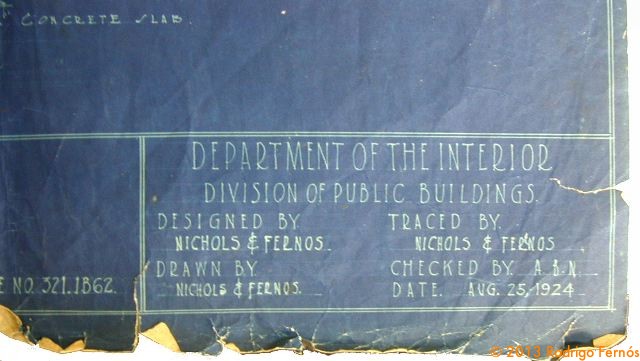 CONCRETE SLAB.
DEPARTMENT OF THE INTERIOR
DIVISION OF PUBLIC BUILDINGS.
DESIGNED BY.
NICHOLS & FERNOS.
TRACED BY.
NICHOLS & FERNOS
DRAWN BY.
NICHOLS & FERNOS.
CHECKED BY. A.B.N.
DATE. AUG. 25, 1924
E NO. 321.1B62.
© 2013 Rodrigo Fernós